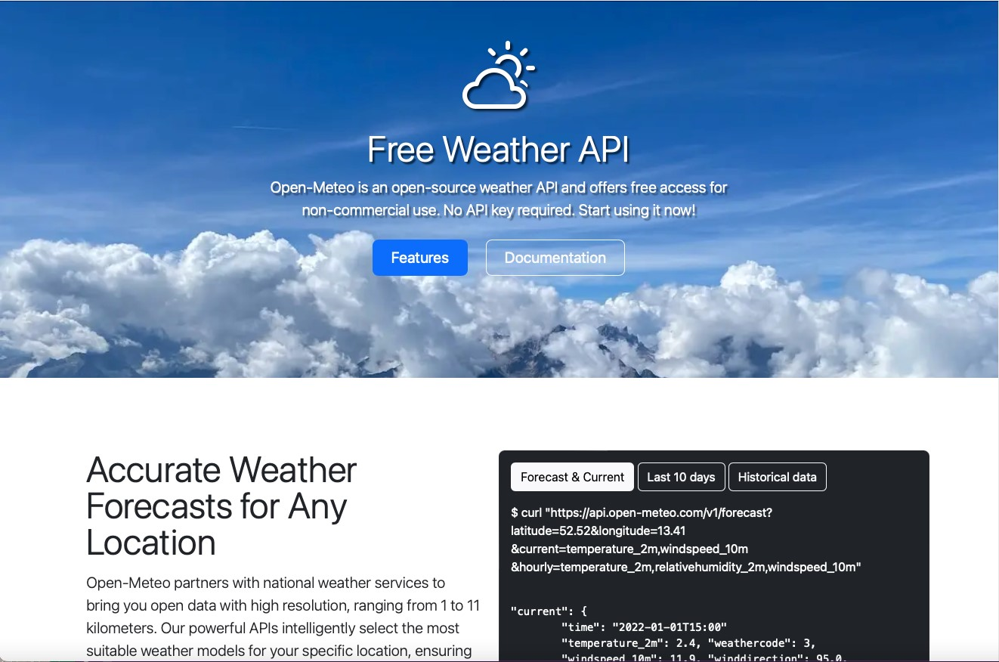 Free Weather API
Open-Meteo is an open-source weather API and offers free access for
non-commercial use. No API key required. Start using it now!
Features
Documentation
Accurate Weather
Forecasts for Any
Location
Open-Meteo partners with national weather services to
bring you open data with high resolution, ranging from 1 to 11
kilometers. Our powerful APIs intelligently select the most
suitable weather models for your specific location, ensuring
Forecast & Current
Last 10 days
Historical data
$ curl "https://api.open-meteo.com/v1/forecast?
latitude=52.52&longitude=13.41
&current=temperature_2m,windspeed_10m
&hourly=temperature_2m,relativehumidity_2m,windspeed_10m"
"current": {
"time": "2022-01-01T15:00"
"temperature_2m": 2.4, "weathercode": 3,
"windspeed_10m": 11.9, "winddirection": 95.0,